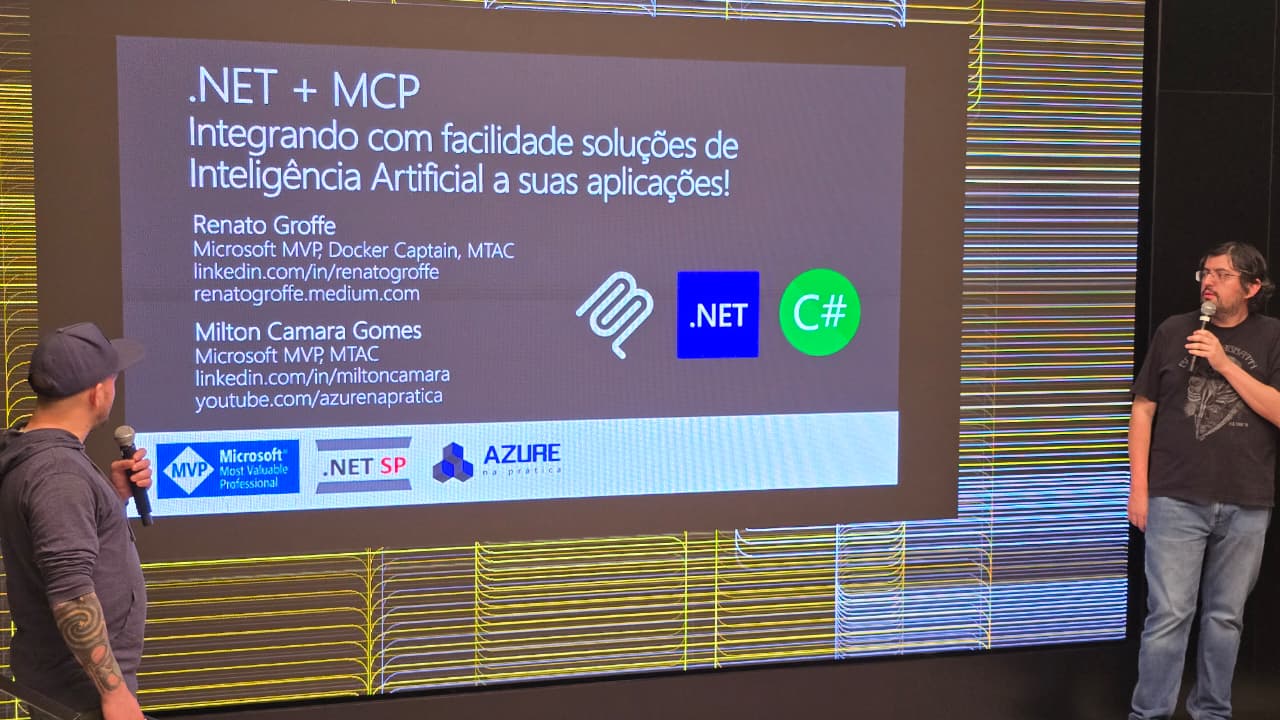 .NET + MCP
Integrando com facilidade soluções de
Inteligência Artificial a suas aplicações!
Renato Groffe
Microsoft MVP, Docker Captain, MTAC
linkedin.com/in/renatogroffe
renatogroffe.medium.com
Milton Camara Gomes
Microsoft MVP, MTAC
linkedin.com/in/miltoncamara
youtube.com/azurenapratica
.NET
C#
MVP
Microsoft®
Most Valuable
Professional
.NET SP
AZURE
na prática